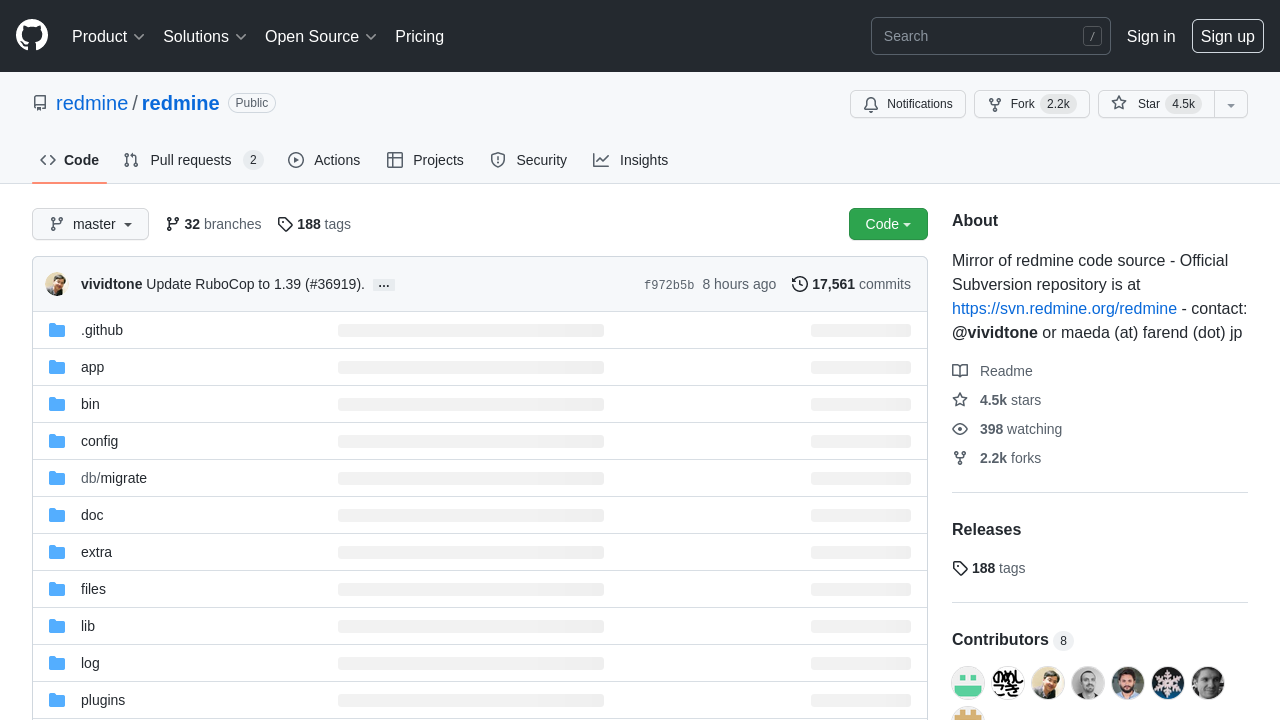 Product Solutions Open Source Pricing Search / Sign in Sign up
redmine / redmine Public Notifications Fork 2.2k Star 4.5k
Code Pull requests 2 Actions Projects Security Insights
master 32 branches 188 tags Code
vividtone Update RuboCop to 1.39 (#36919). … f972b5b 8 hours ago 17,561 commits
.github
app
bin
config
db/migrate
doc
extra
files
lib
log
plugins
About
Mirror of redmine code source - Official
Subversion repository is at
https://svn.redmine.org/redmine - contact:
@vividtone or maeda (at) farend (dot) jp
Readme
4.5k stars
398 watching
2.2k forks
Releases
188 tags
Contributors 8